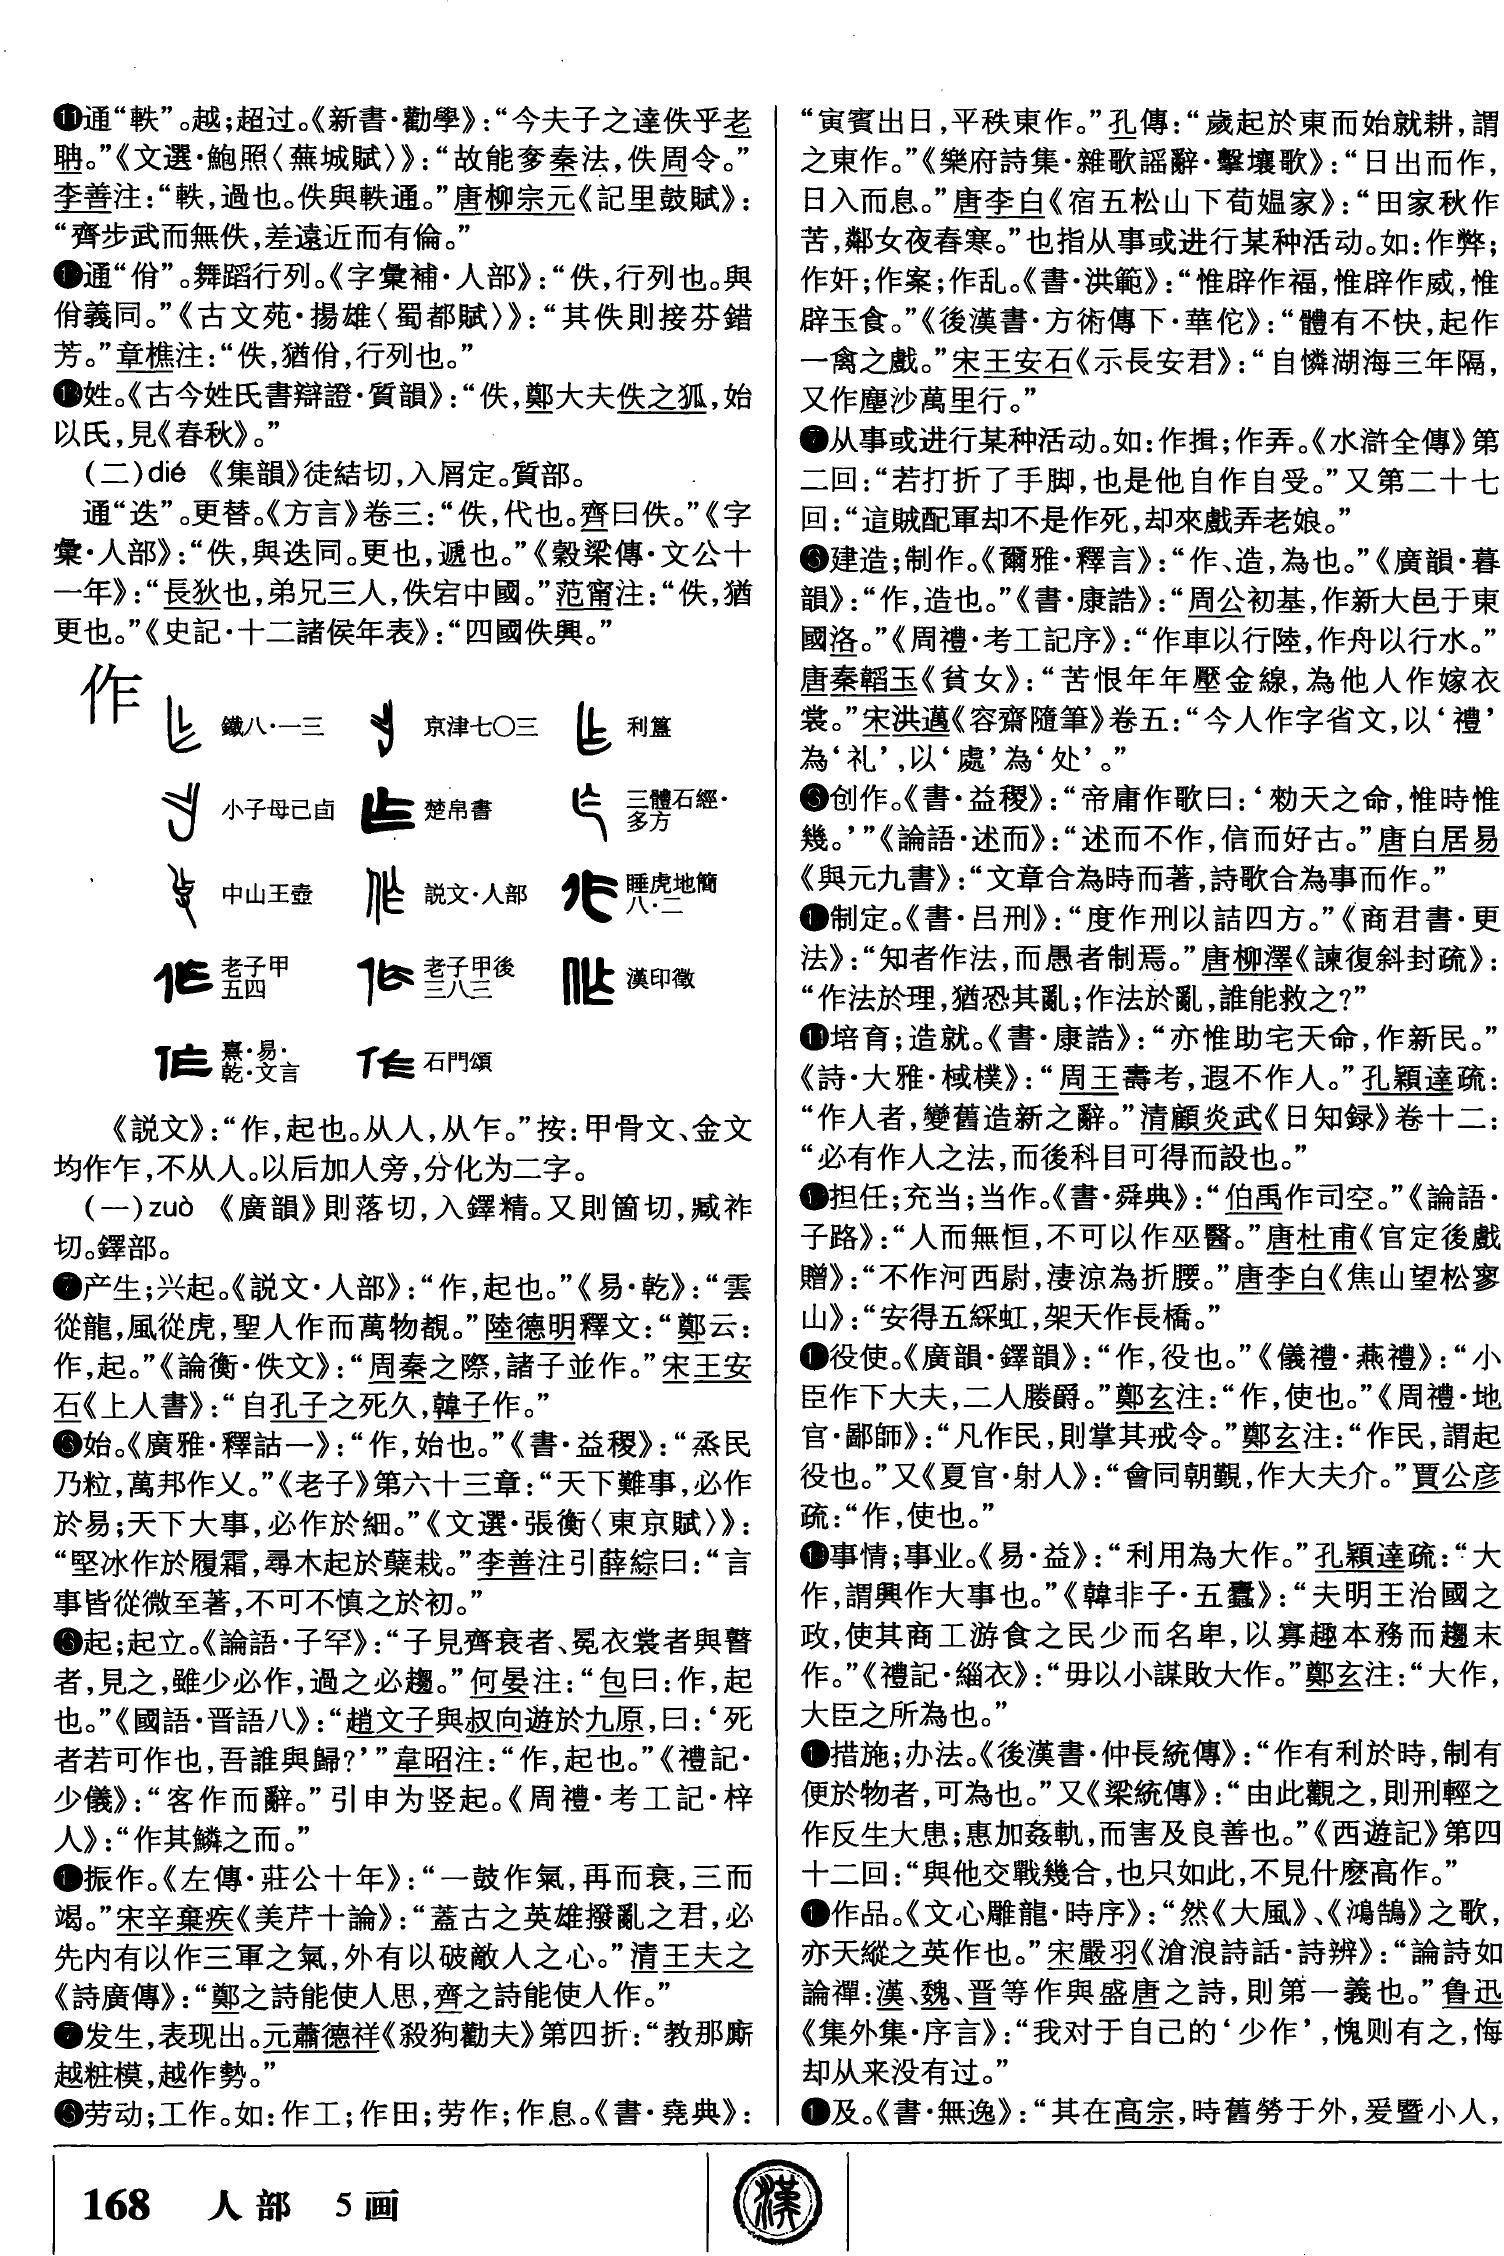 ⓫通“軼”。越;超过。《新書·勸學》:“今夫子之達佚乎老
聃。”《文選·鮑照〈蕪城賦〉》:“故能奓秦法,佚周令。”
李善注:“軼,過也。佚與軼通。”唐柳宗元《記里鼓賦》:
“齊步武而無佚,差遠近而有倫。”
通“佾”。舞蹈行列。《字彙補·人部》:“佚,行列也。與
佾義同。”《古文苑·揚雄〈蜀都賦〉》:“其佚則接芬錯
芳。”章樵注:“佚,猶佾,行列也。”
姓。《古今姓氏書辯證·質韻》:“佚,鄭大夫佚之狐,始
以氏,見《春秋》。”
(二)dié 《集韻》徒結切,入屑定。質部。
通“迭”。更替。《方言》卷三:“佚,代也。齊曰佚。”《字
彙·人部》:“佚,與迭同。更也,遞也。”《穀梁傳·文公十
一年》:“長狄也,弟兄三人,佚宕中國。”范甯注:“佚,猶
更也。”《史記·十二諸侯年表》:“四國佚興。”
作
鐵八·一三 京津七〇三 利簋
小子母己卣 楚帛書 三體石經·多方
中山王壺 説文·人部 睡虎地簡八·二
老子甲五四 老子甲後三八三 漢印徵
熹·易·乾·文言 石門頌
《説文》:“作,起也。从人,从乍。”按:甲骨文、金文
均作乍,不从人。以后加人旁,分化为二字。
(一)zuò 《廣韻》則落切,入鐸精。又則箇切,臧祚
切。鐸部。
产生;兴起。《説文·人部》:“作,起也。”《易·乾》:“雲
從龍,風從虎,聖人作而萬物覩。”陸德明釋文:“鄭云:
作,起。”《論衡·佚文》:“周秦之際,諸子並作。”宋王安
石《上人書》:“自孔子之死久,韓子作。”
始。《廣雅·釋詁一》:“作,始也。”《書·益稷》:“烝民
乃粒,萬邦作乂。”《老子》第六十三章:“天下難事,必作
於易;天下大事,必作於細。”《文選·張衡〈東京賦〉》:
“堅冰作於履霜,尋木起於蘖栽。”李善注引薛綜曰:“言
事皆從微至著,不可不慎之於初。”
起;起立。《論語·子罕》:“子見齊衰者、冕衣裳者與瞽
者,見之,雖少必作,過之必趨。”何晏注:“包曰:作,起
也。”《國語·晋語八》:“趙文子與叔向遊於九原,曰:‘死
者若可作也,吾誰與歸?’”韋昭注:“作,起也。”《禮記·
少儀》:“客作而辭。”引申为竖起。《周禮·考工記·梓
人》:“作其鱗之而。”
振作。《左傳·莊公十年》:“一鼓作氣,再而衰,三而
竭。”宋辛棄疾《美芹十論》:“蓋古之英雄撥亂之君,必
先内有以作三軍之氣,外有以破敵人之心。”清王夫之
《詩廣傳》:“鄭之詩能使人思,齊之詩能使人作。”
发生,表现出。元蕭德祥《殺狗勸夫》第四折:“教那廝
越粧模,越作勢。”
劳动;工作。如:作工;作田;劳作;作息。《書·堯典》:
“寅賓出日,平秩東作。”孔傳:“歲起於東而始就耕,謂
之東作。”《樂府詩集·雜歌謡辭·擊壤歌》:“日出而作,
日入而息。”唐李白《宿五松山下荀媪家》:“田家秋作
苦,鄰女夜舂寒。”也指从事或进行某种活动。如:作弊;
作奸;作案;作乱。《書·洪範》:“惟辟作福,惟辟作威,惟
辟玉食。”《後漢書·方術傳下·華佗》:“體有不快,起作
一禽之戲。”宋王安石《示長安君》:“自憐湖海三年隔,
又作塵沙萬里行。”
❼从事或进行某种活动。如:作揖;作弄。《水滸全傳》第
二回:“若打折了手脚,也是他自作自受。”又第二十七
回:“這賊配軍却不是作死,却來戲弄老娘。”
建造;制作。《爾雅·釋言》:“作、造,為也。”《廣韻·暮
韻》:“作,造也。”《書·康誥》:“周公初基,作新大邑于東
國洛。”《周禮·考工記序》:“作車以行陸,作舟以行水。”
唐秦韜玉《貧女》:“苦恨年年壓金線,為他人作嫁衣
裳。”宋洪邁《容齋隨筆》卷五:“今人作字省文,以‘禮’
為‘礼’,以‘處’為‘处’。”
创作。《書·益稷》:“帝庸作歌曰:‘勑天之命,惟時惟
幾。’”《論語·述而》:“述而不作,信而好古。”唐白居易
《與元九書》:“文章合為時而著,詩歌合為事而作。”
制定。《書·吕刑》:“度作刑以詰四方。”《商君書·更
法》:“知者作法,而愚者制焉。”唐柳澤《諫復斜封疏》:
“作法於理,猶恐其亂;作法於亂,誰能救之?”
⓫培育;造就。《書·康誥》:“亦惟助宅天命,作新民。”
《詩·大雅·棫樸》:“周王壽考,遐不作人。”孔穎達疏:
“作人者,變舊造新之辭。”清顧炎武《日知録》卷十二:
“必有作人之法,而後科目可得而設也。”
担任;充当;当作。《書·舜典》:“伯禹作司空。”《論語·
子路》:“人而無恒,不可以作巫醫。”唐杜甫《官定後戲
贈》:“不作河西尉,淒涼為折腰。”唐李白《焦山望松寥
山》:“安得五綵虹,架天作長橋。”
役使。《廣韻·鐸韻》:“作,役也。”《儀禮·燕禮》:“小
臣作下大夫,二人媵爵。”鄭玄注:“作,使也。”《周禮·地
官·鄙師》:“凡作民,則掌其戒令。”鄭玄注:“作民,謂起
役也。”又《夏官·射人》:“會同朝覲,作大夫介。”賈公彦
疏:“作,使也。”
事情;事业。《易·益》:“利用為大作。”孔穎達疏:“大
作,謂興作大事也。”《韓非子·五蠹》:“夫明王治國之
政,使其商工游食之民少而名卑,以寡趣本務而趨末
作。”《禮記·緇衣》:“毋以小謀敗大作。”鄭玄注:“大作,
大臣之所為也。”
措施;办法。《後漢書·仲長統傳》:“作有利於時,制有
便於物者,可為也。”又《梁統傳》:“由此觀之,則刑輕之
作反生大患;惠加姦軌,而害及良善也。”《西遊記》第四
十二回:“與他交戰幾合,也只如此,不見什麽高作。”
作品。《文心雕龍·時序》:“然《大風》、《鴻鵠》之歌,
亦天縱之英作也。”宋嚴羽《滄浪詩話·詩辨》:“論詩如
論禪:漢、魏、晋等作與盛唐之詩,則第一義也。”鲁迅
《集外集·序言》:“我对于自己的‘少作’,愧则有之,悔
却从来没有过。”
及。《書·無逸》:“其在高宗,時舊勞于外,爰暨小人,
168 人部 5画
漢